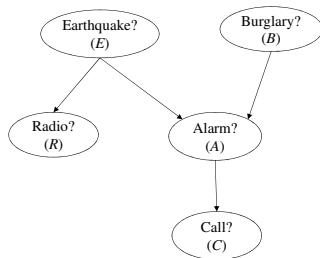 Earthquake?
(E)
Burglary?
(B)
Radio?
(R)
Alarm?
(A)
Call?
(C)